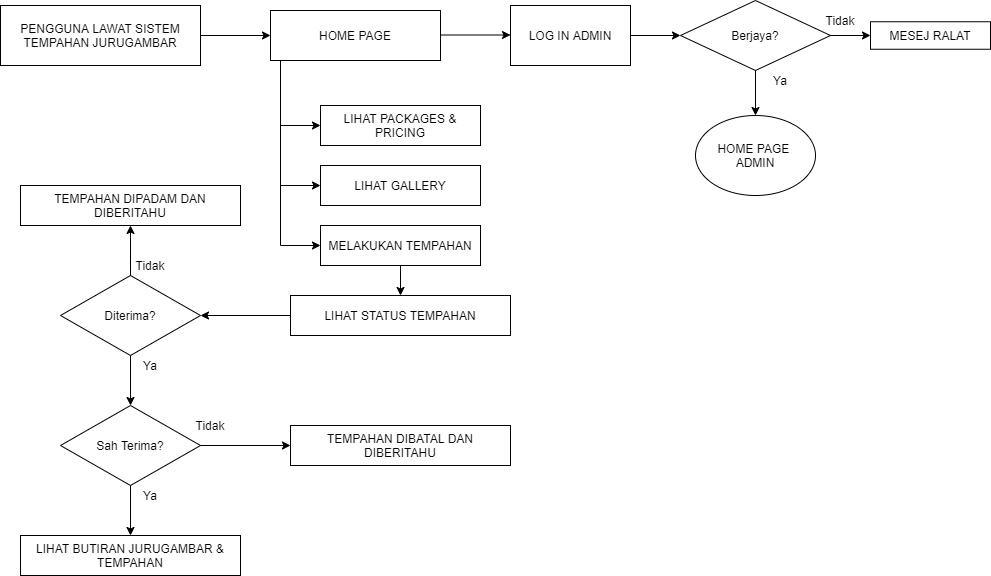 PENGGUNA LAWAT SISTEM
TEMPAHAN JURUGAMBAR
HOME PAGE
LOG IN ADMIN
Berjaya?
Tidak
MESEJ RALAT
Ya
HOME PAGE
ADMIN
LIHAT PACKAGES &
PRICING
LIHAT GALLERY
MELAKUKAN TEMPAHAN
LIHAT STATUS TEMPAHAN
TEMPAHAN DIPADAM DAN
DIBERITAHU
Tidak
Diterima?
Ya
Sah Terima?
Tidak
TEMPAHAN DIBATAL DAN
DIBERITAHU
Ya
LIHAT BUTIRAN JURUGAMBAR &
TEMPAHAN